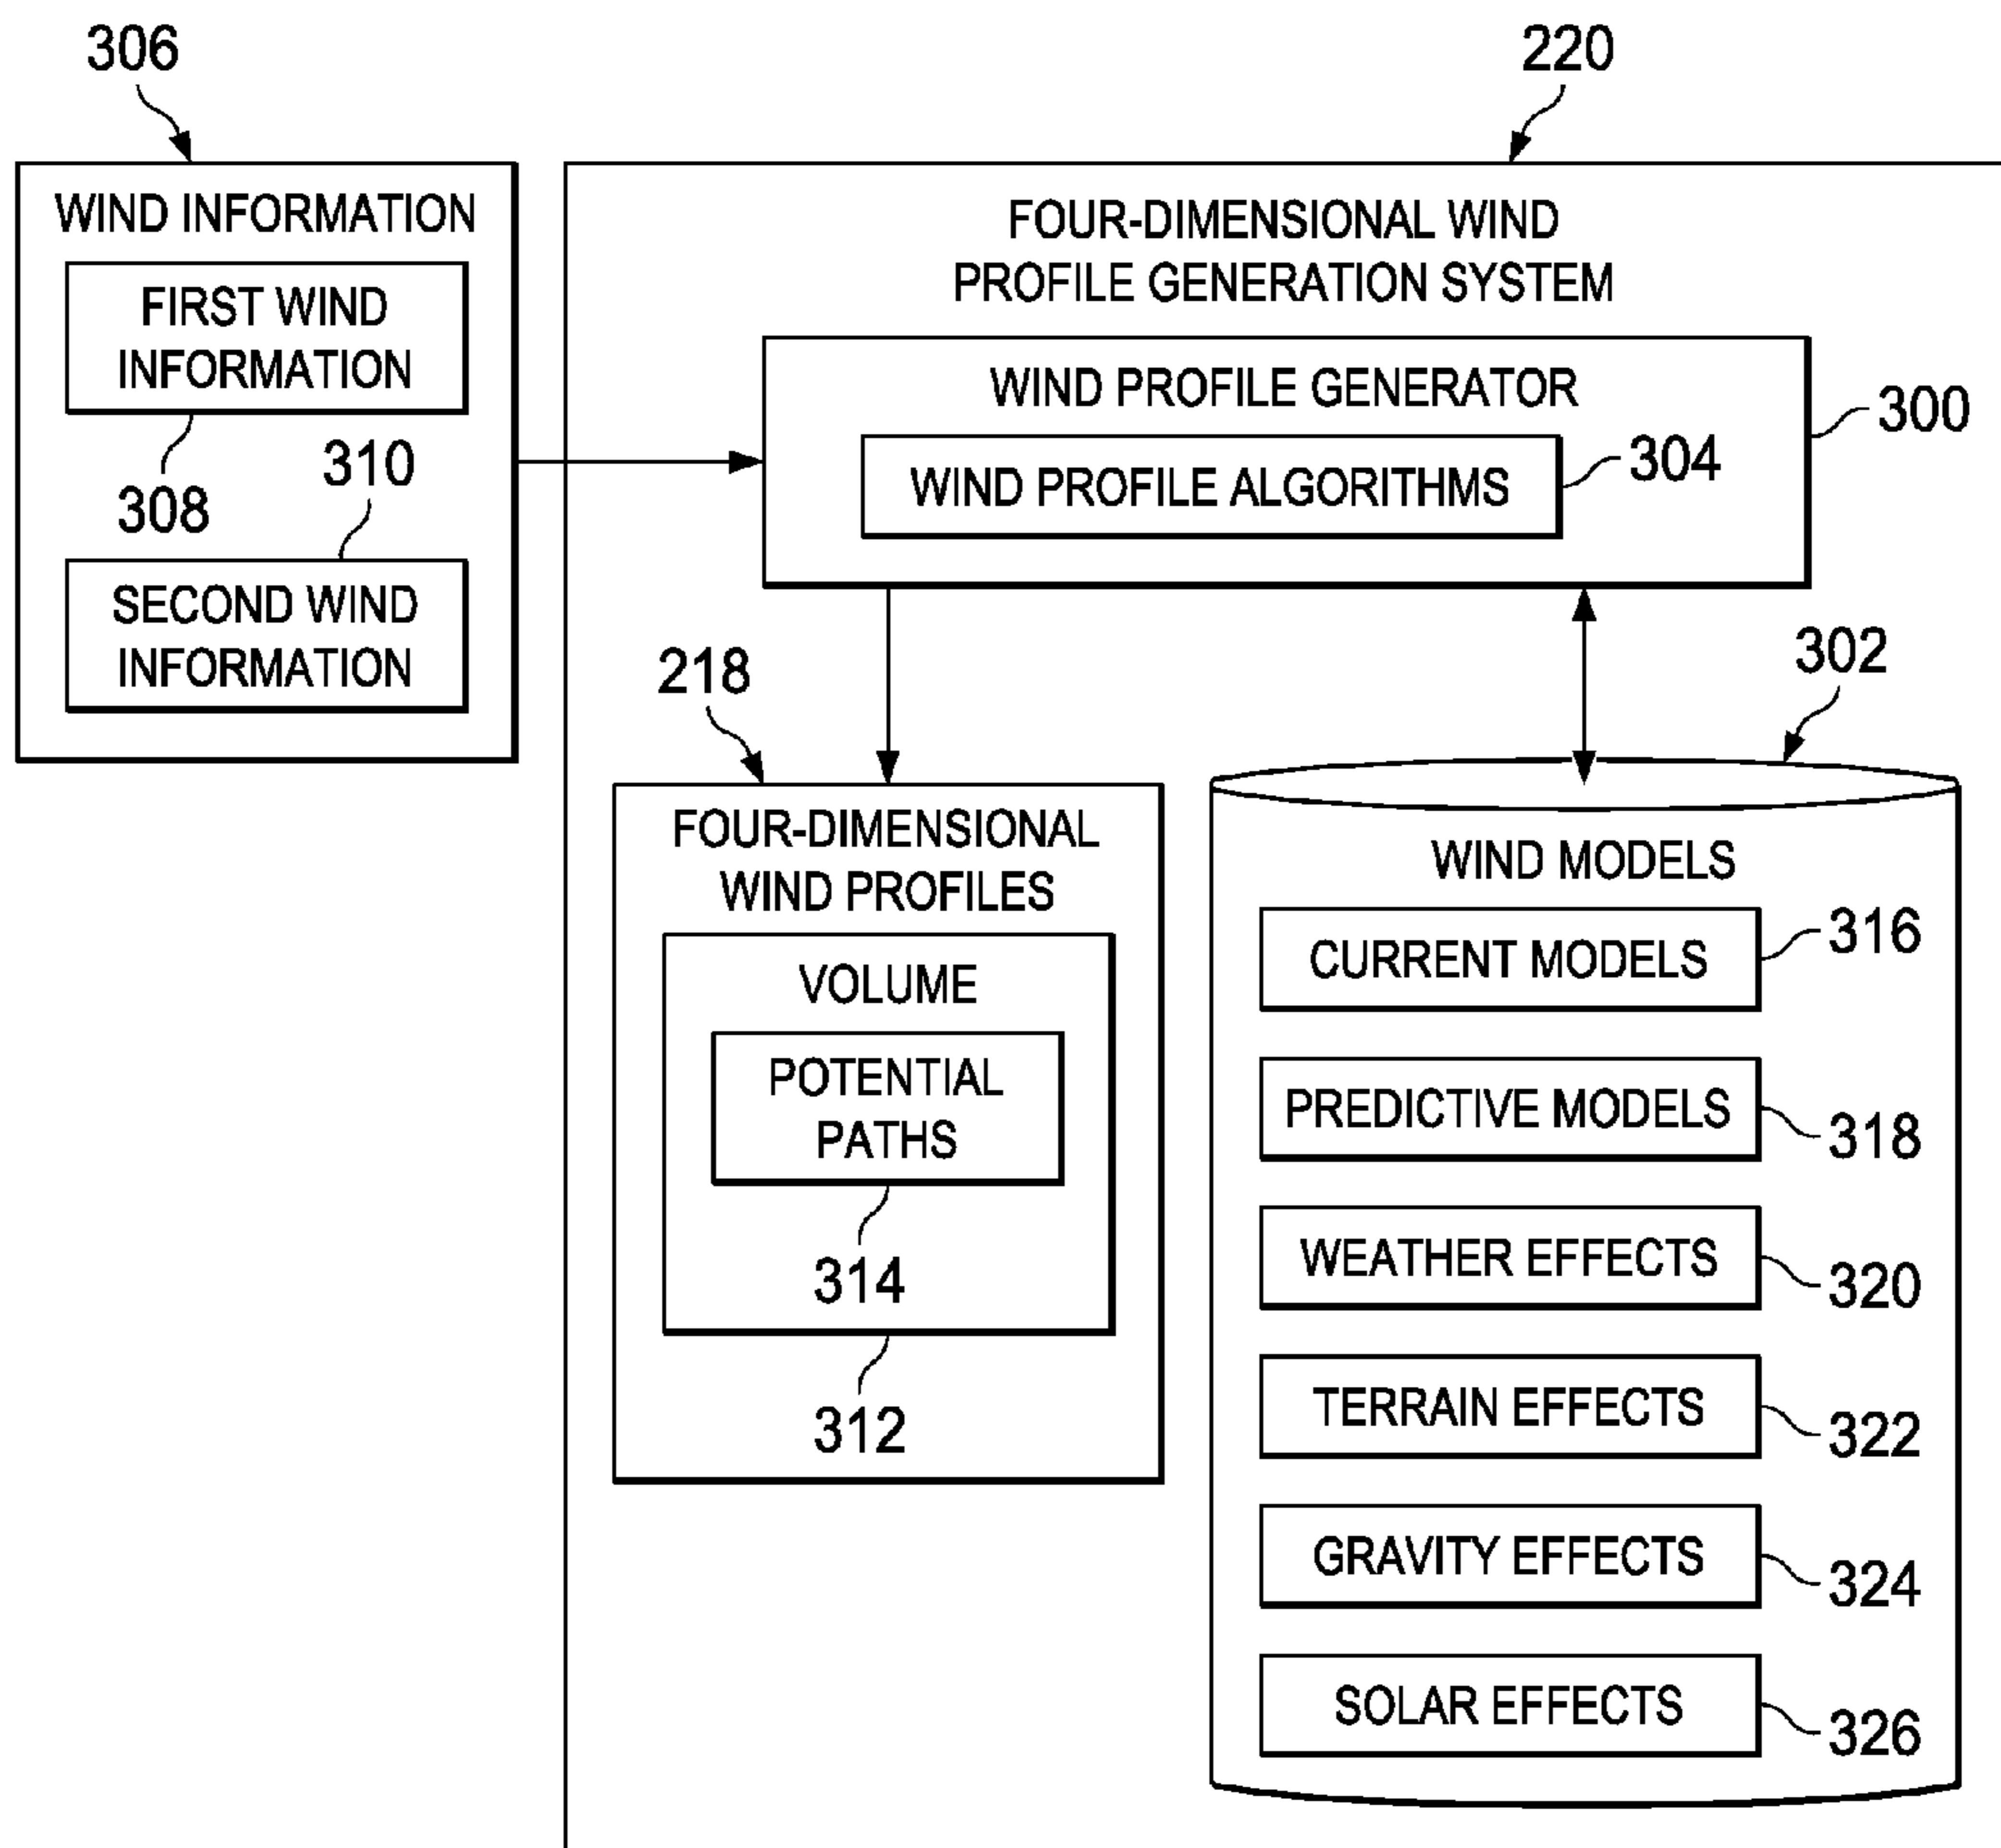 306
220
WIND INFORMATION
FIRST WIND
INFORMATION
308
310
SECOND WIND
INFORMATION
FOUR-DIMENSIONAL WIND
PROFILE GENERATION SYSTEM
WIND PROFILE GENERATOR
300
WIND PROFILE ALGORITHMS
304
218
302
FOUR-DIMENSIONAL
WIND PROFILES
VOLUME
POTENTIAL
PATHS
314
312
WIND MODELS
CURRENT MODELS
316
PREDICTIVE MODELS
318
WEATHER EFFECTS
320
TERRAIN EFFECTS
322
GRAVITY EFFECTS
324
SOLAR EFFECTS
326